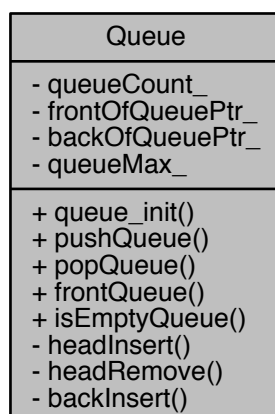 Queue
- queueCount_
- frontOfQueuePtr_
- backOfQueuePtr_
- queueMax_
+ queue_init()
+ pushQueue()
+ popQueue()
+ frontQueue()
+ isEmptyQueue()
- headInsert()
- headRemove()
- backInsert()